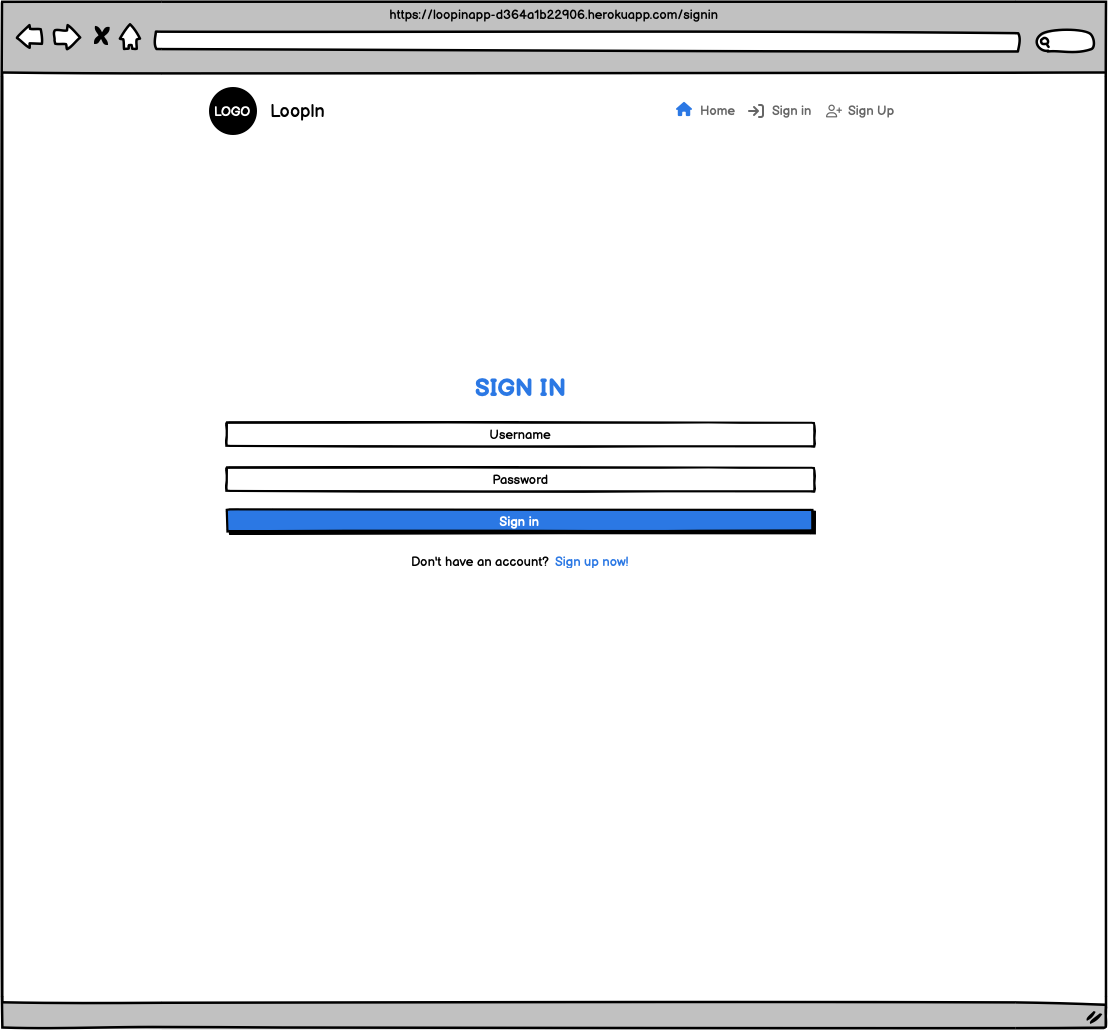 https://loopinapp-d364a1b22906.herokuapp.com/signin
LOGO LoopIn Home Sign in Sign Up
SIGN IN
Username
Password
Sign in
Don't have an account? Sign up now!